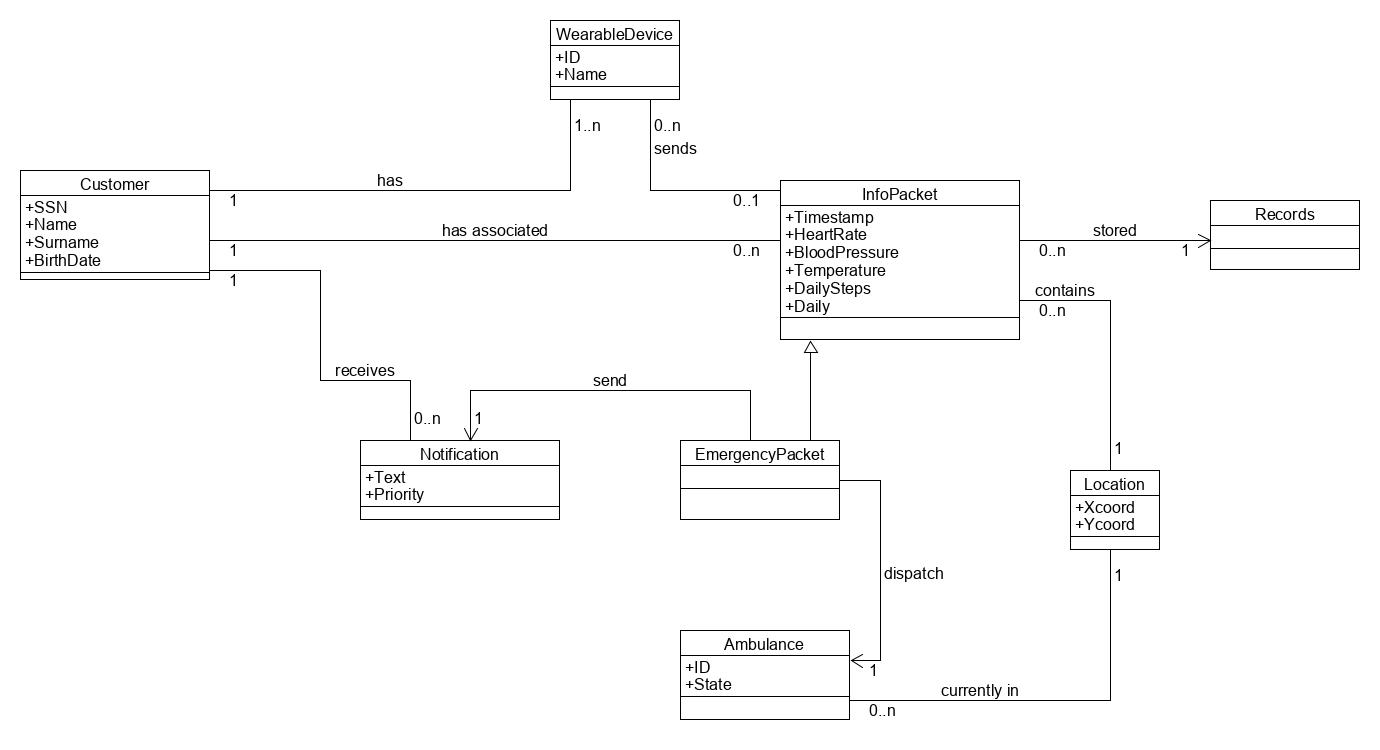 WearableDevice
+ID
+Name
1..n
0..n
sends
Customer
+SSN
+Name
+Surname
+BirthDate
has
1
0..1
InfoPacket
+Timestamp
+HeartRate
+BloodPressure
+Temperature
+DailySteps
+Daily
has associated
1
0..n
stored
0..n
1
Records
contains
0..n
1
receives
0..n
send
1
Notification
+Text
+Priority
EmergencyPacket
1
Location
+Xcoord
+Ycoord
1
dispatch
1
Ambulance
+ID
+State
currently in
0..n